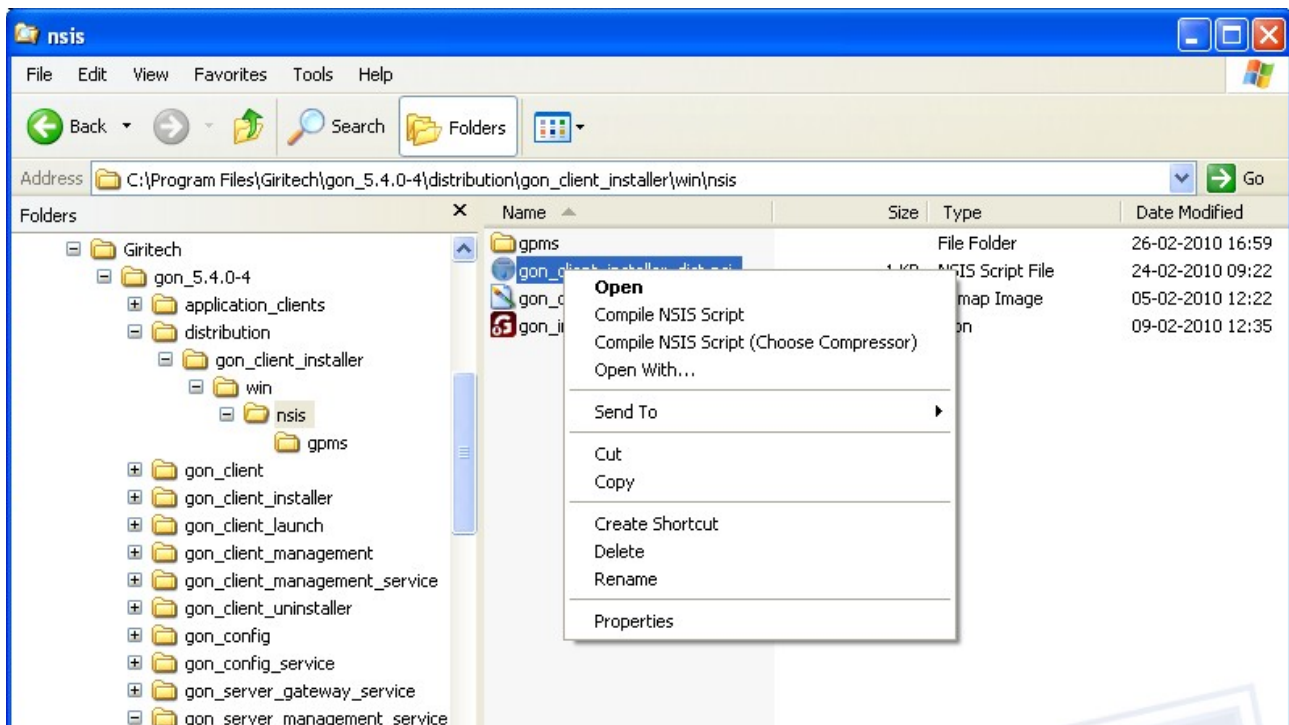 nsis
File Edit View Favorites Tools Help
Back Search Folders
Address C:\Program Files\Giritech\gon_5.4.0-4\distribution\gon_client_installer\win\nsis Go
Folders
Name Size Type Date Modified
Giritech
gon_5.4.0-4
application_clients
distribution
gon_client_installer
win
nsis
gpms
gon_client
gon_client_installer
gon_client_launch
gon_client_management
gon_client_management_service
gon_client_uninstaller
gon_config
gon_config_service
gon_server_gateway_service
gon_server_management_service
gpms File Folder 26-02-2010 16:59
NSIS Script File 24-02-2010 09:22
map Image 05-02-2010 12:22
09-02-2010 12:35
Open
Compile NSIS Script
Compile NSIS Script (Choose Compressor)
Open With...
Send To
Cut
Copy
Create Shortcut
Delete
Rename
Properties